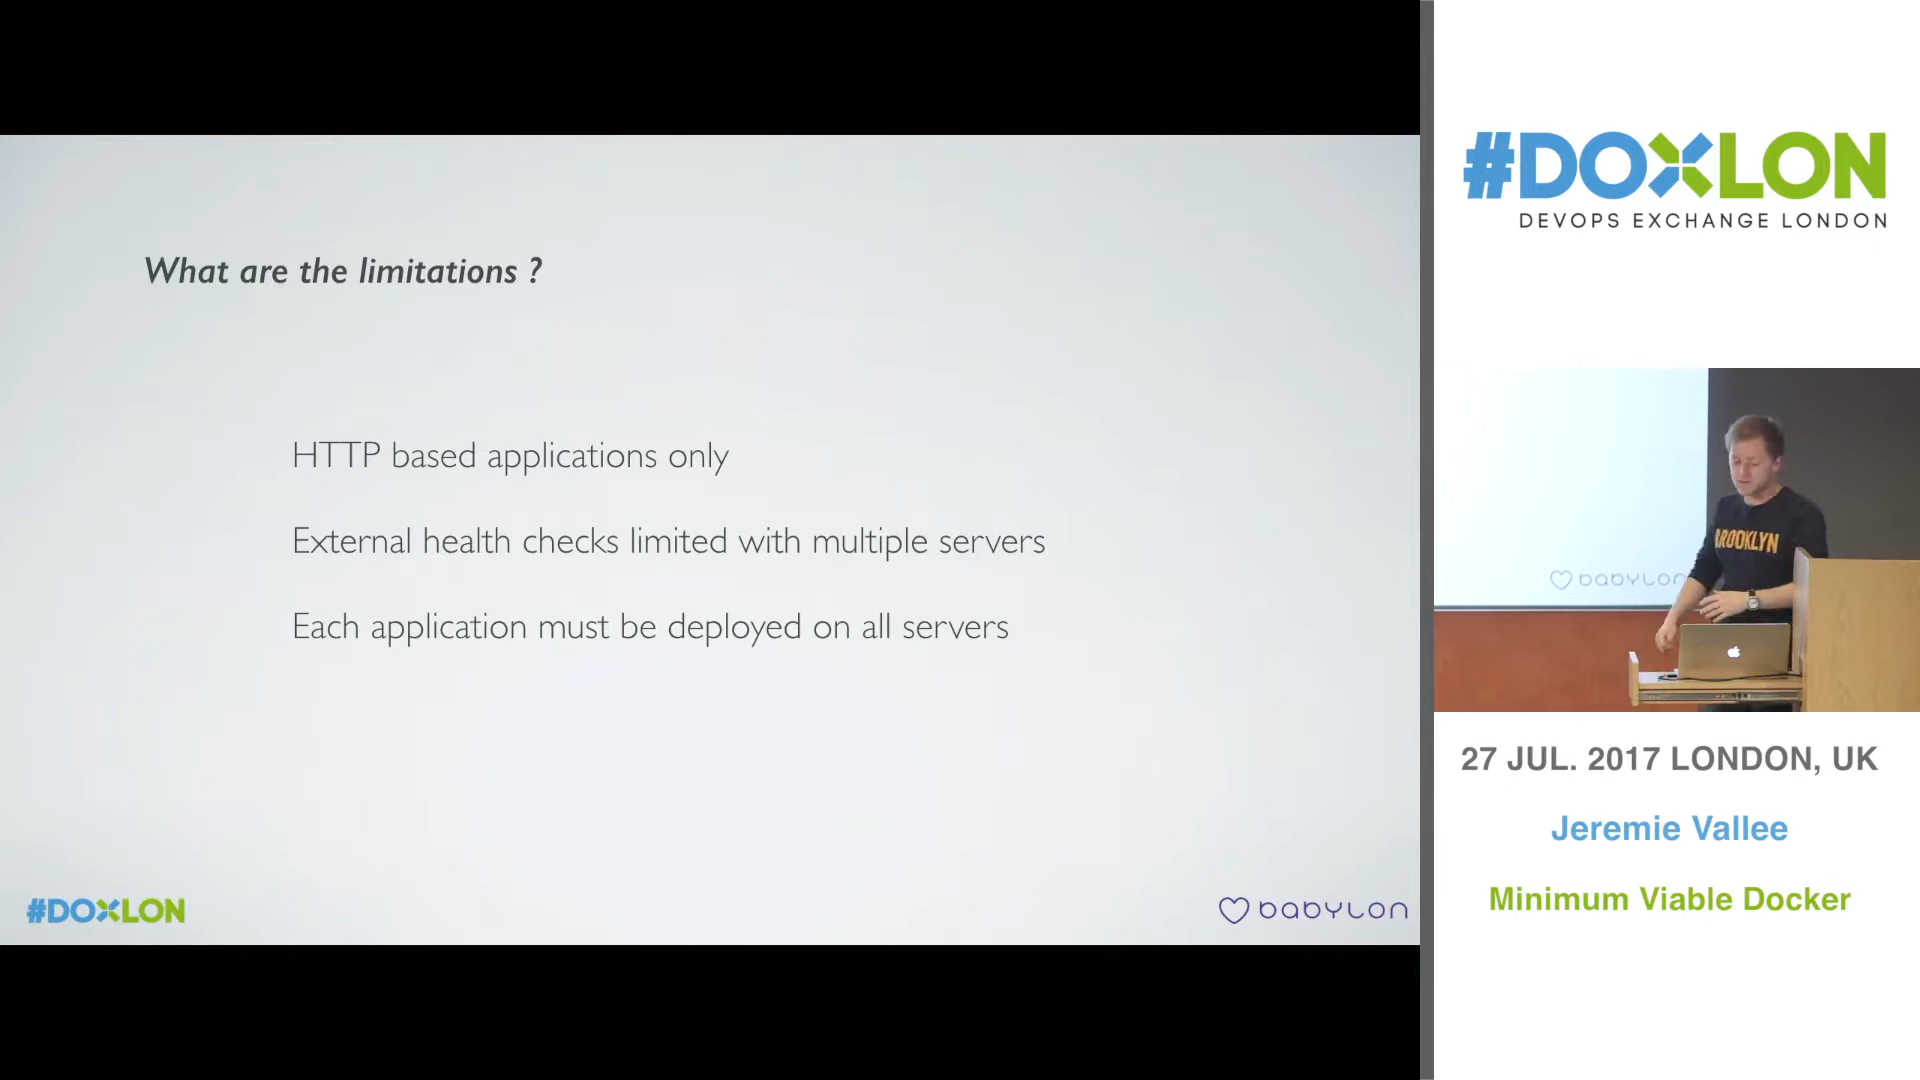 What are the limitations ?
HTTP based applications only
External health checks limited with multiple servers
Each application must be deployed on all servers
#DOXLON
babylon
#DOXLON
DEVOPS EXCHANGE LONDON
babylon
BROOKLYN
27 JUL. 2017 LONDON, UK
Jeremie Vallee
Minimum Viable Docker